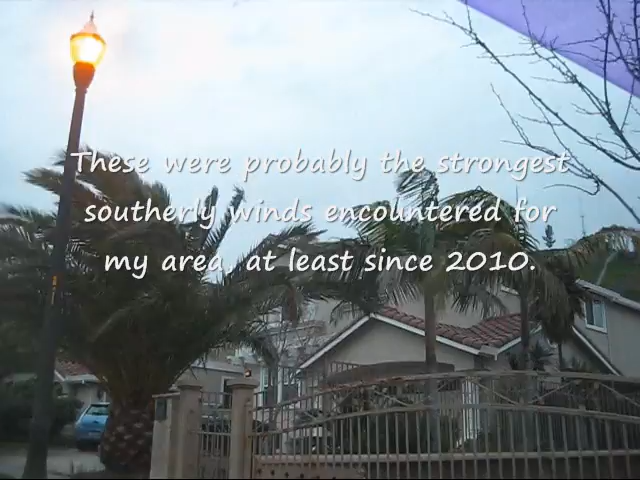 These were probably the strongest
southerly winds encountered for
my area, at least since 2010.